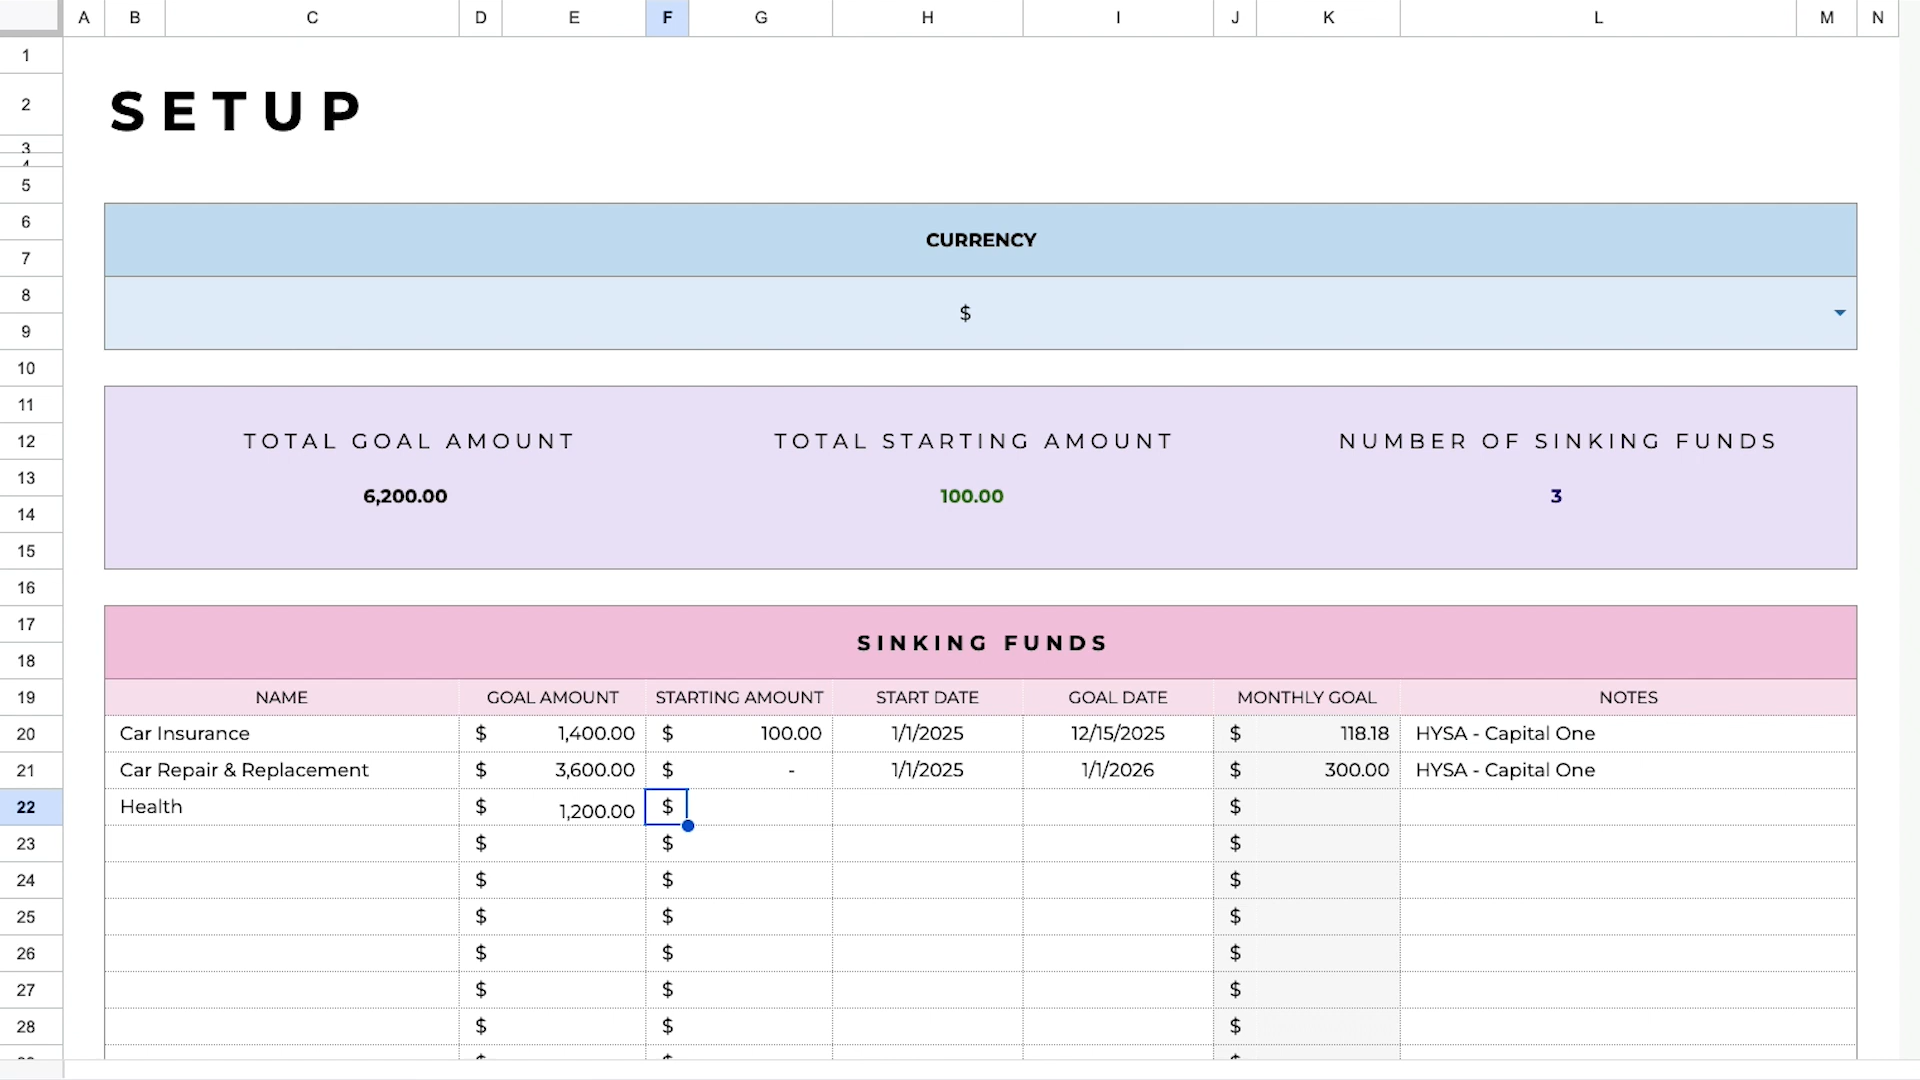 A B C D E F G H I J K L M N
1
2 SETUP
3
4
5
6
CURRENCY
7
8
$
9
10
11
12 TOTAL GOAL AMOUNT TOTAL STARTING AMOUNT NUMBER OF SINKING FUNDS
13
6,200.00 100.00 3
14
15
16
17
SINKING FUNDS
18
19 NAME GOAL AMOUNT STARTING AMOUNT START DATE GOAL DATE MONTHLY GOAL NOTES
20 Car Insurance $ 1,400.00 $ 100.00 1/1/2025 12/15/2025 $ 118.18 HYSA - Capital One
21 Car Repair & Replacement $ 3,600.00 $ - 1/1/2025 1/1/2026 $ 300.00 HYSA - Capital One
22 Health $ 1,200.00 $ $
23 $ $ $
24 $ $ $
25 $ $ $
26 $ $ $
27 $ $ $
28 $ $ $